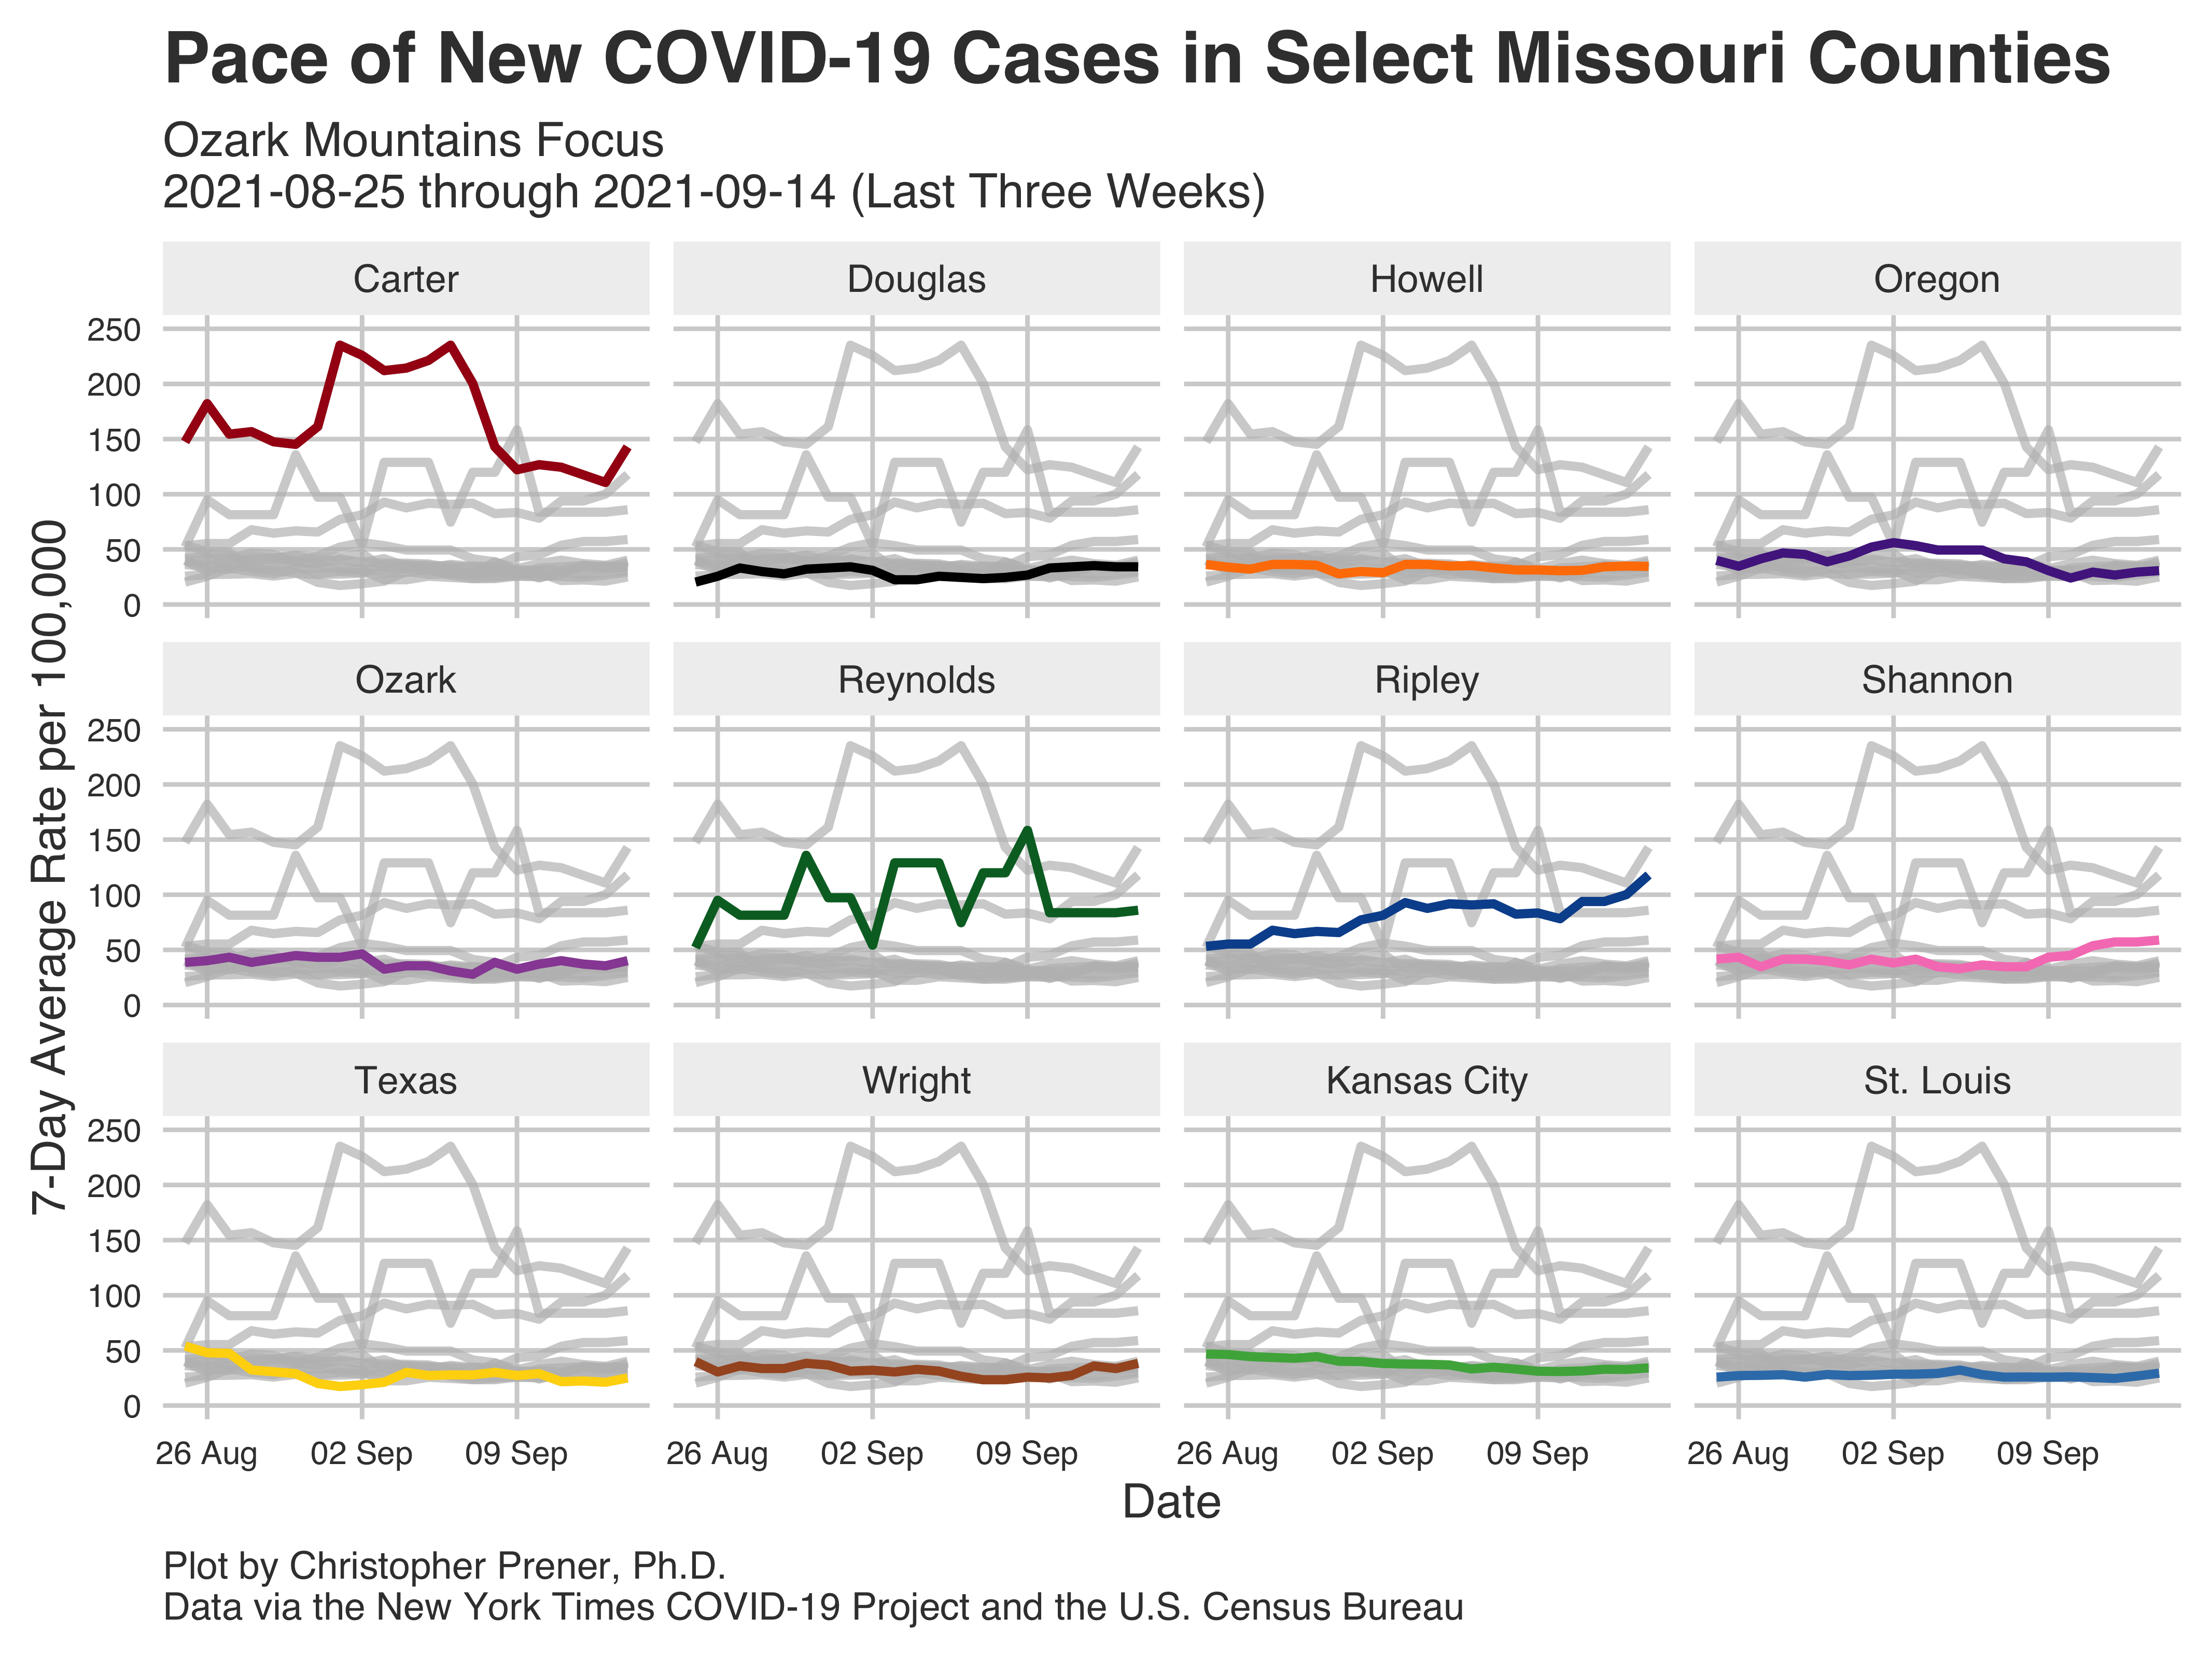 Pace of New COVID-19 Cases in Select Missouri Counties
Ozark Mountains Focus
2021-08-25 through 2021-09-14 (Last Three Weeks)
7-Day Average Rate per 100,000
Carter
Douglas
Howell
Oregon
250
200
150
100
50
0
Ozark
Reynolds
Ripley
Shannon
250
200
150
100
50
0
Texas
Wright
Kansas City
St. Louis
250
200
150
100
50
0
26 Aug 02 Sep 09 Sep
26 Aug 02 Sep 09 Sep
26 Aug 02 Sep 09 Sep
26 Aug 02 Sep 09 Sep
Date
Plot by Christopher Prener, Ph.D.
Data via the New York Times COVID-19 Project and the U.S. Census Bureau